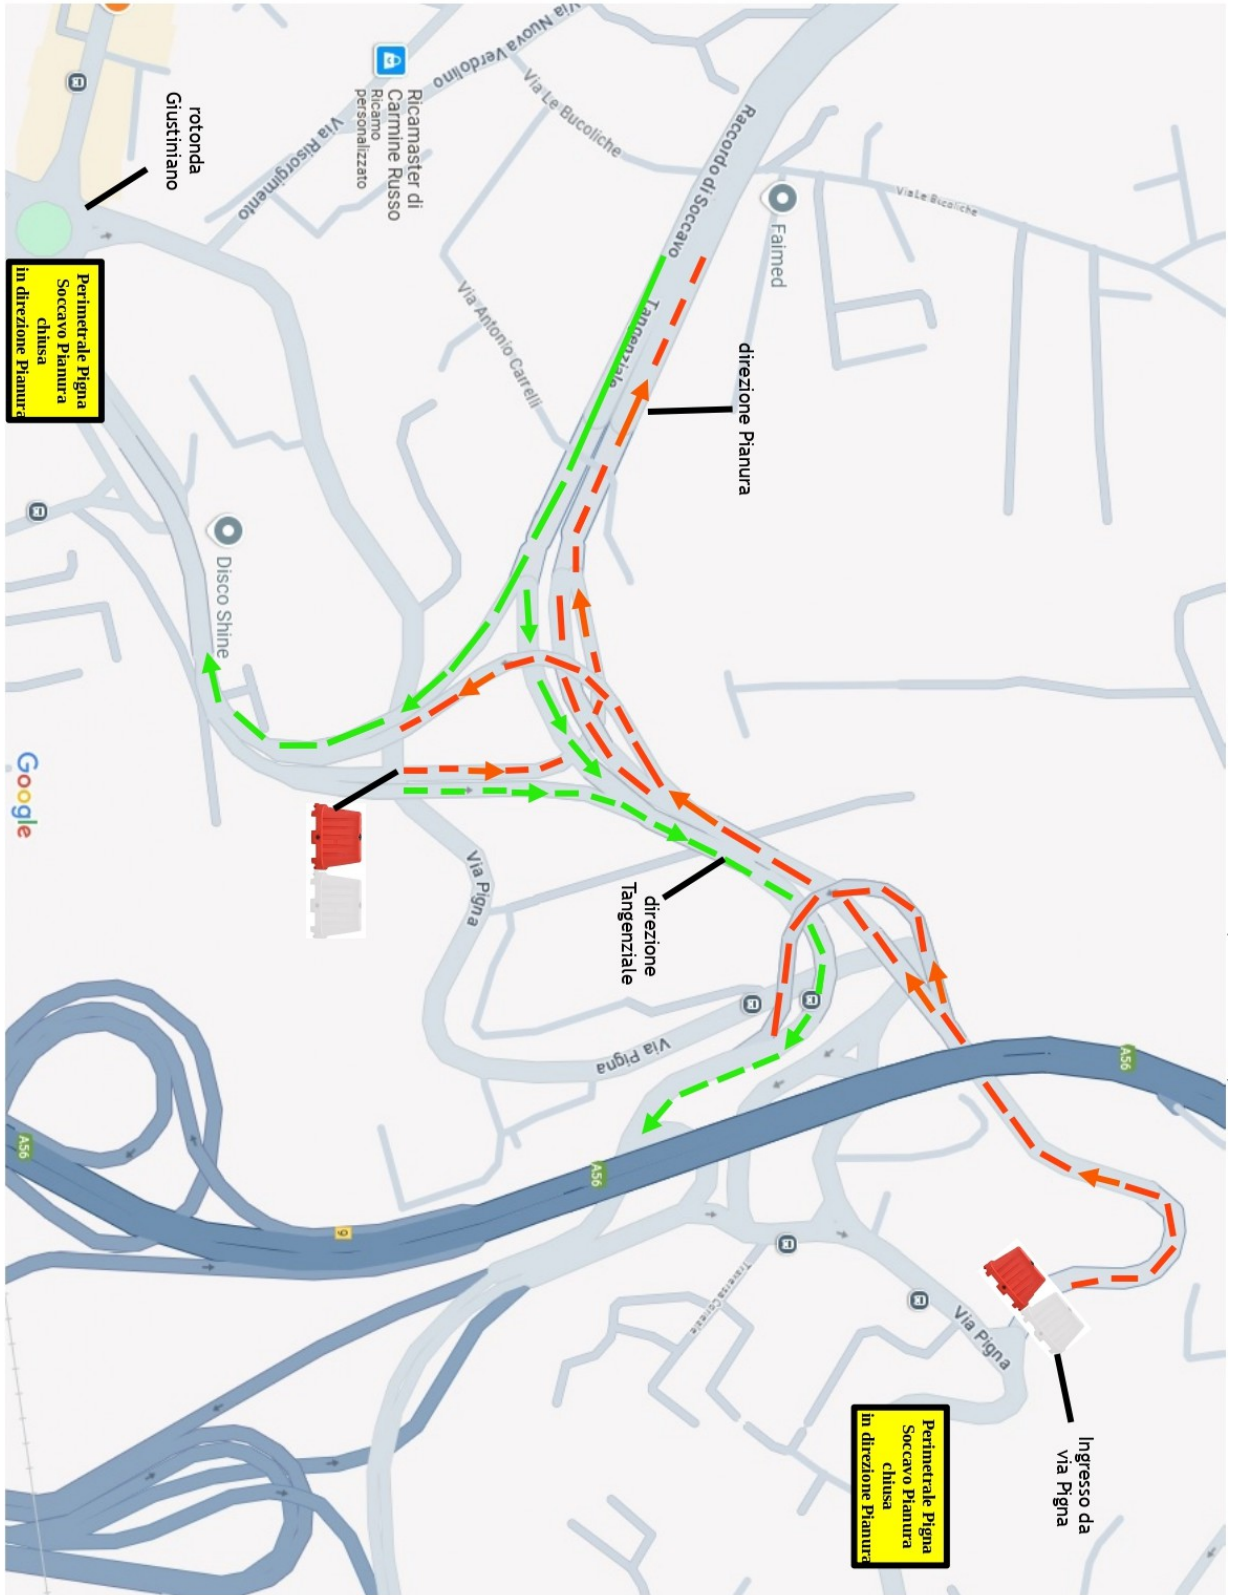 Via Nuova Verdolino
Ricamaster di
Carmine Russo
Ricamo
personalizzato
Via Risorgimento
Via Le Bucoliche
Via Le Bicoliche
Raccordo di Soccavo
Tangenziale
Faimed
Via Antonio Carrelli
rotonda
Giustiniano
Perimetrale Pigna
Soccavo Pianura
chiusa
in direzione Pianura
direzione Pianura
Disco Shine
Google
Via Pigna
direzione
Tangenziale
Via Pigna
A56
A56
A56
9
Via Pigna
Ingresso da
via Pigna
Perimetrale Pigna
Soccavo Pianura
chiusa
in direzione Pianura